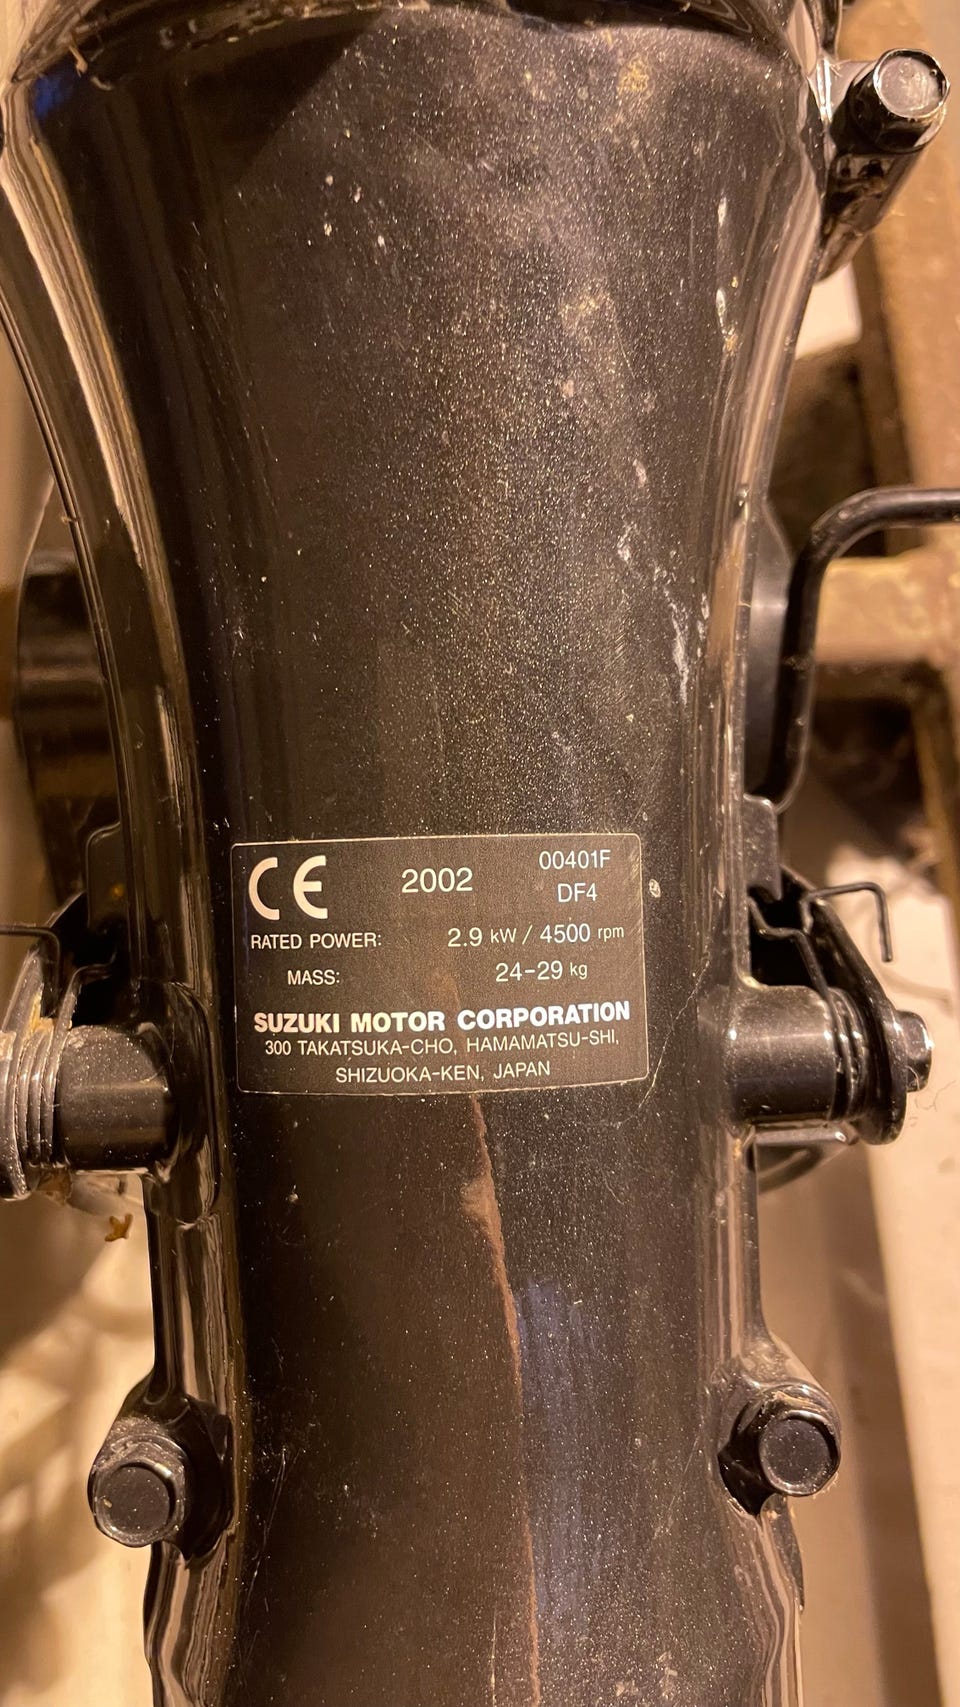 CE 2002 00401F
DF4
RATED POWER: 2.9 kW / 4500 rpm
MASS: 24-29 kg
SUZUKI MOTOR CORPORATION
300 TAKATSUKA-CHO, HAMAMATSU-SHI,
SHIZUOKA-KEN, JAPAN